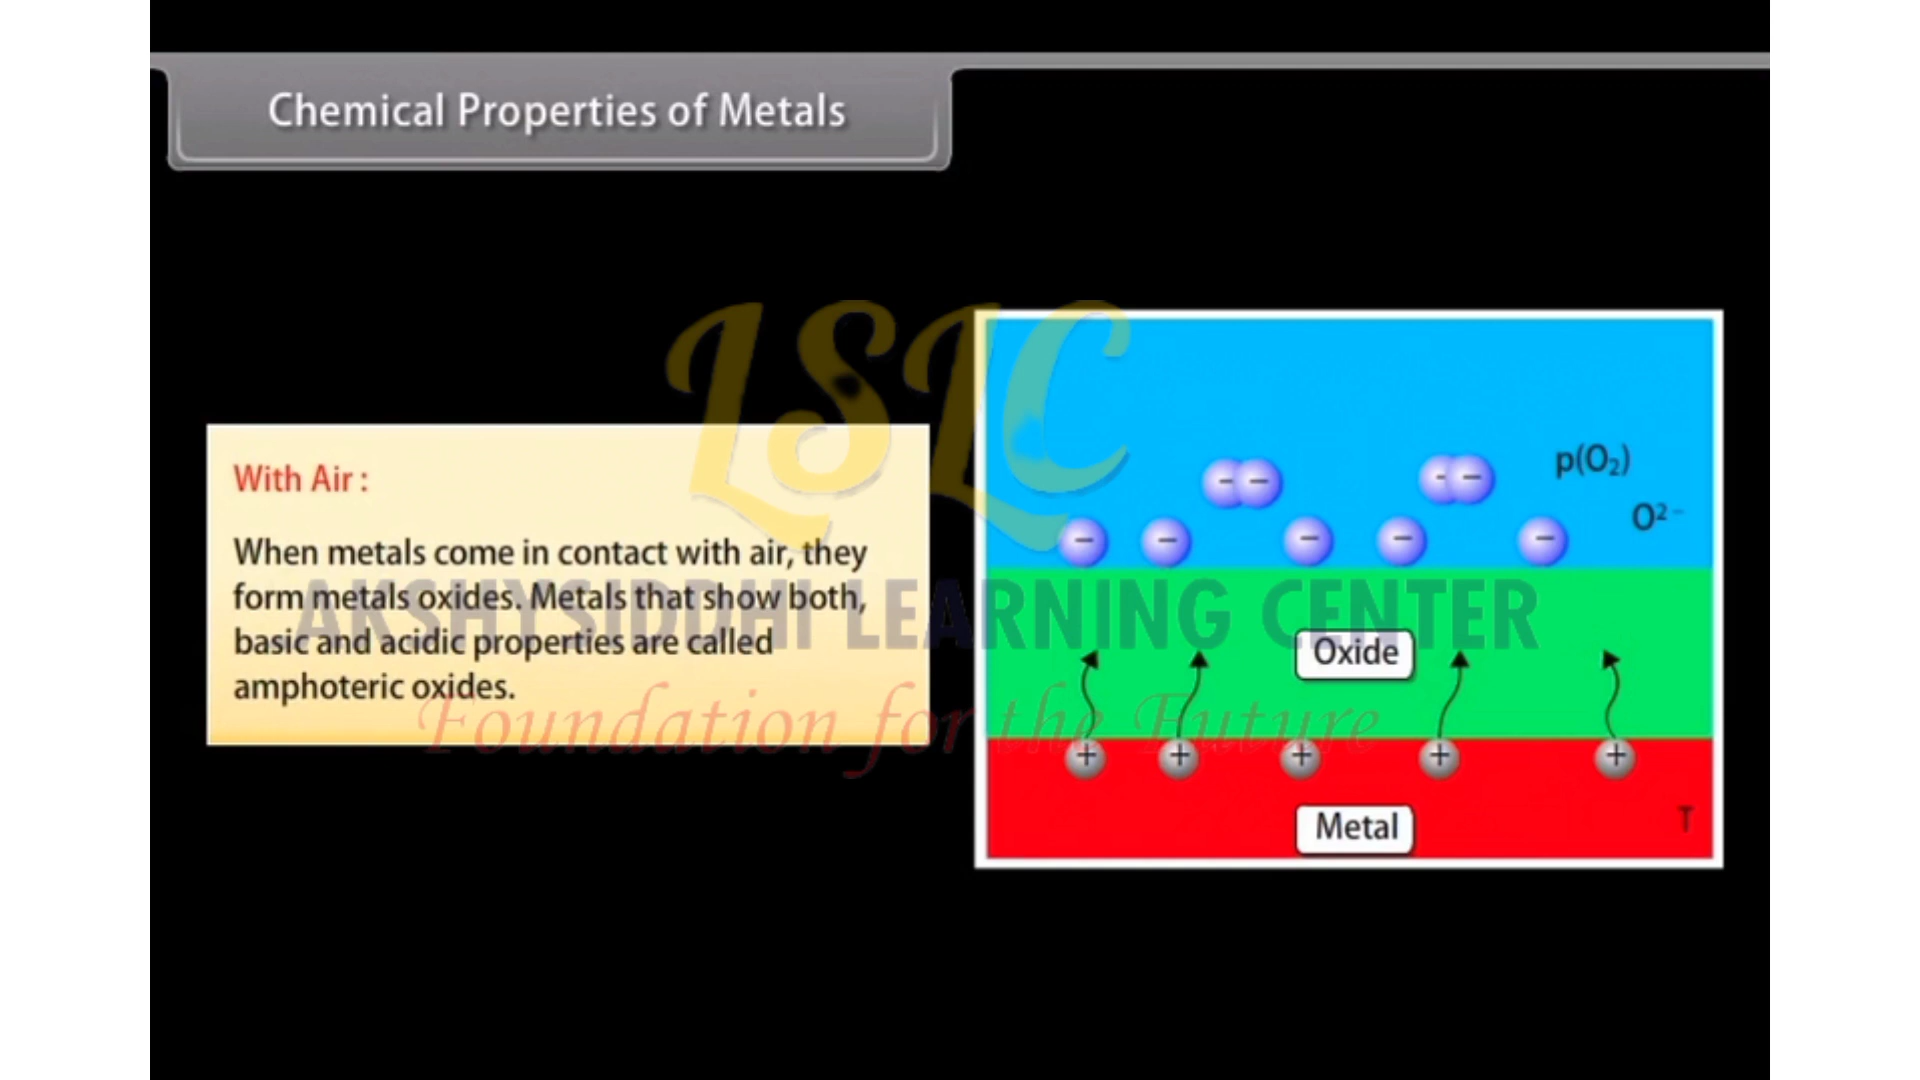 Chemical Properties of Metals
LSLC
With Air :
When metals come in contact with air, they
form metals oxides. Metals that show both,
basic and acidic properties are called
amphoteric oxides.
AKSHYSIDDHI LEARNING CENTER
Foundation for the Future
− − − −
p(O₂)
O²⁻
− − − − −
Oxide
+ + + + +
Metal
T